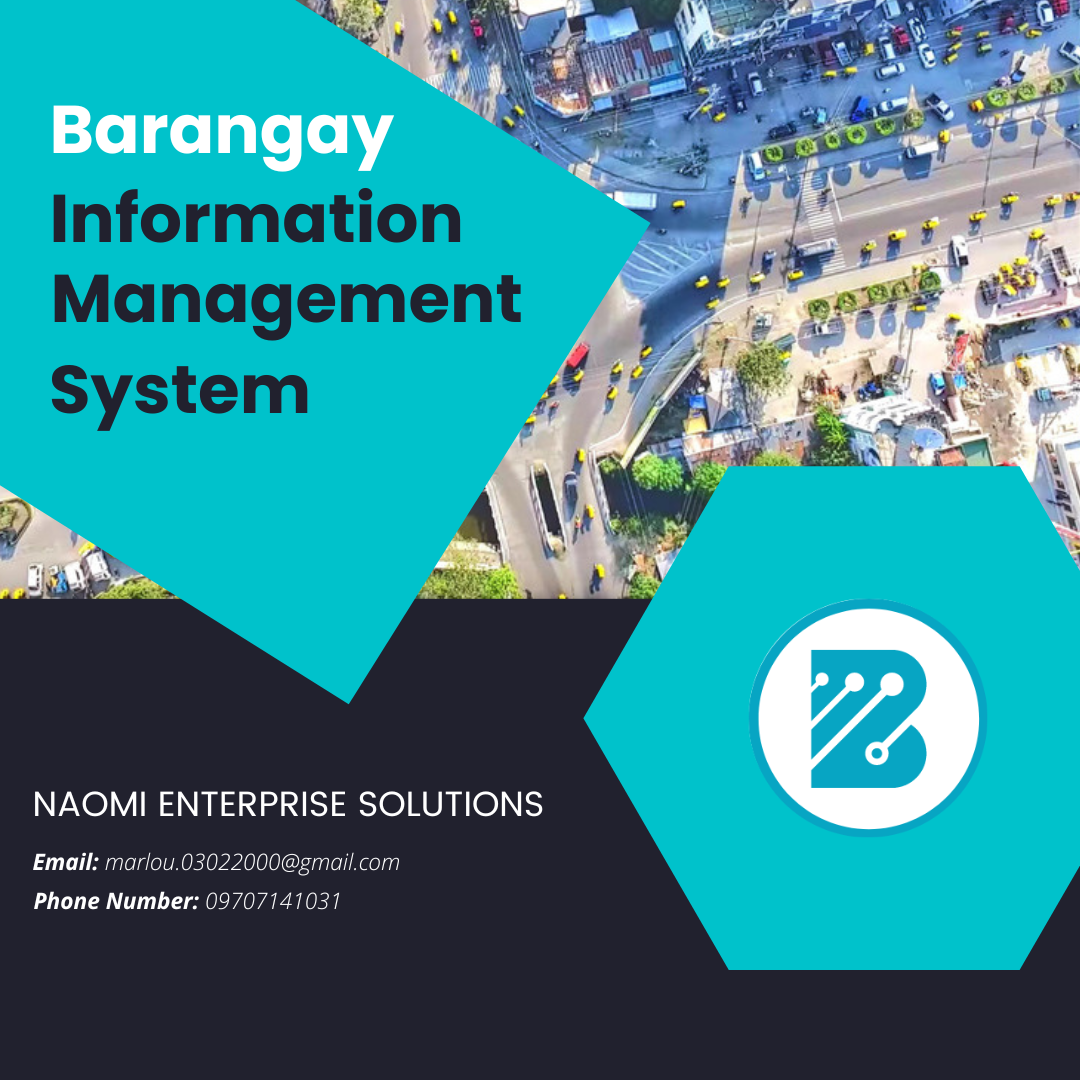 Barangay
Information
Management
System
NAOMI ENTERPRISE SOLUTIONS
Email: marlou.03022000@gmail.com
Phone Number: 09707141031
B